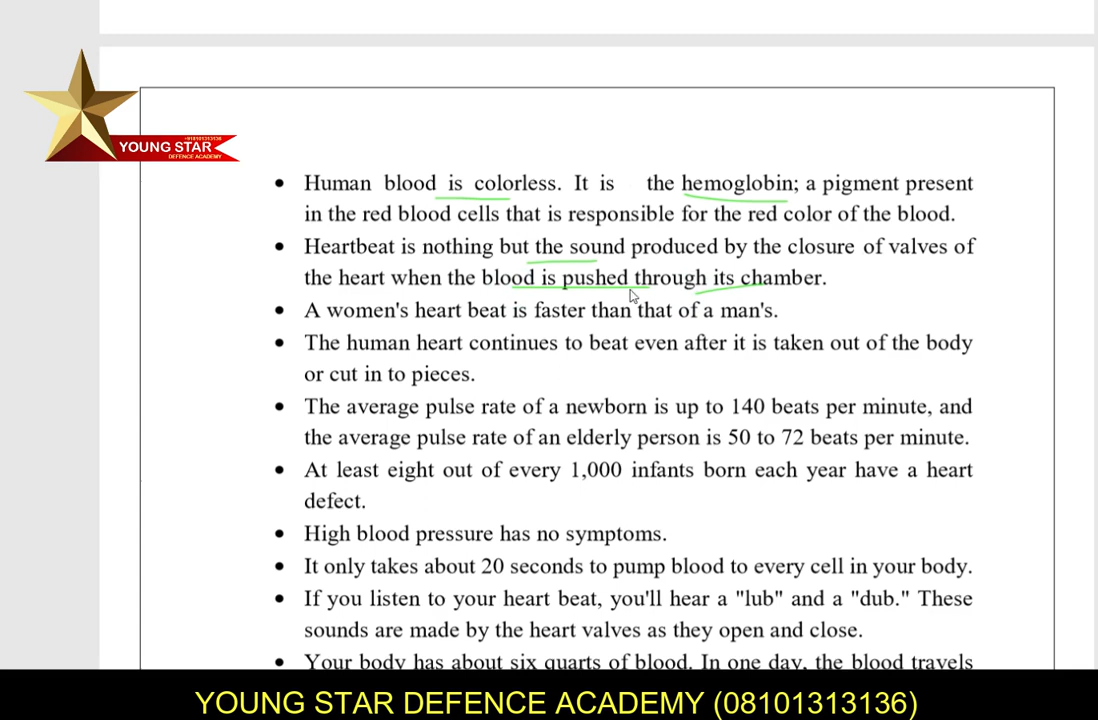 +918101313136
YOUNG STAR
DEFENCE ACADEMY
• Human blood is colorless. It is the hemoglobin; a pigment present
in the red blood cells that is responsible for the red color of the blood.
• Heartbeat is nothing but the sound produced by the closure of valves of
the heart when the blood is pushed through its chamber.
• A women's heart beat is faster than that of a man's.
• The human heart continues to beat even after it is taken out of the body
or cut in to pieces.
• The average pulse rate of a newborn is up to 140 beats per minute, and
the average pulse rate of an elderly person is 50 to 72 beats per minute.
• At least eight out of every 1,000 infants born each year have a heart
defect.
• High blood pressure has no symptoms.
• It only takes about 20 seconds to pump blood to every cell in your body.
• If you listen to your heart beat, you'll hear a "lub" and a "dub." These
sounds are made by the heart valves as they open and close.
• Your body has about six quarts of blood. In one day, the blood travels
YOUNG STAR DEFENCE ACADEMY (08101313136)